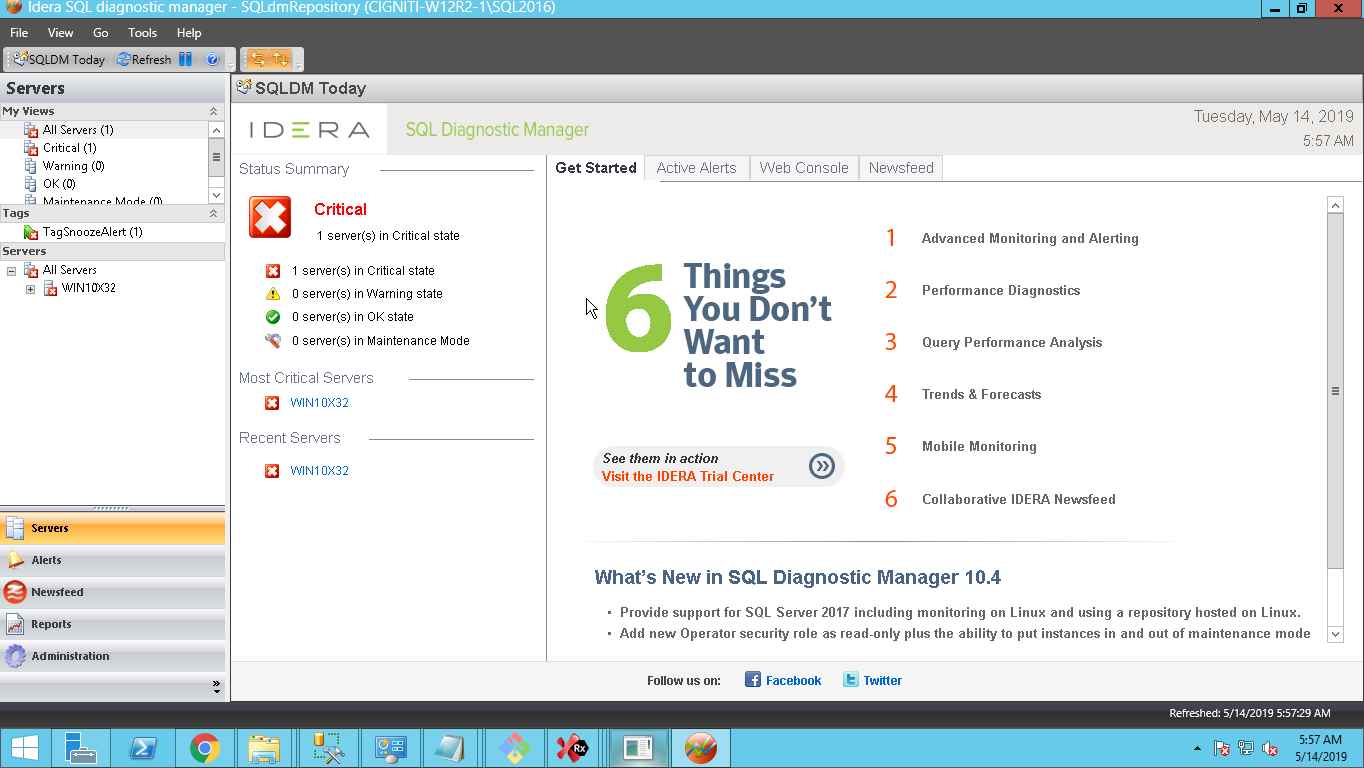 Idera SQL diagnostic manager - SQLdmRepository (CIGNITI-W12R2-1\SQL2016)
File View Go Tools Help
SQLDM Today Refresh
Servers
My Views
All Servers (1)
Critical (1)
Warning (0)
OK (0)
Maintenance Mode (0)
Tags
TagSnoozeAlert (1)
Servers
All Servers
WIN10X32
Servers
Alerts
Newsfeed
Reports
Administration
SQLDM Today
IDERA SQL Diagnostic Manager
Tuesday, May 14, 2019
5:57 AM
Status Summary
Critical
1 server(s) in Critical state
1 server(s) in Critical state
0 server(s) in Warning state
0 server(s) in OK state
0 server(s) in Maintenance Mode
Most Critical Servers
WIN10X32
Recent Servers
WIN10X32
Get Started Active Alerts Web Console Newsfeed
6 Things
You Don't
Want
to Miss
See them in action
Visit the IDERA Trial Center
1 Advanced Monitoring and Alerting
2 Performance Diagnostics
3 Query Performance Analysis
4 Trends & Forecasts
5 Mobile Monitoring
6 Collaborative IDERA Newsfeed
What's New in SQL Diagnostic Manager 10.4
• Provide support for SQL Server 2017 including monitoring on Linux and using a repository hosted on Linux.
• Add new Operator security role as read-only plus the ability to put instances in and out of maintenance mode
Follow us on: Facebook Twitter
Refreshed: 5/14/2019 5:57:29 AM
Rx
5:57 AM
5/14/2019